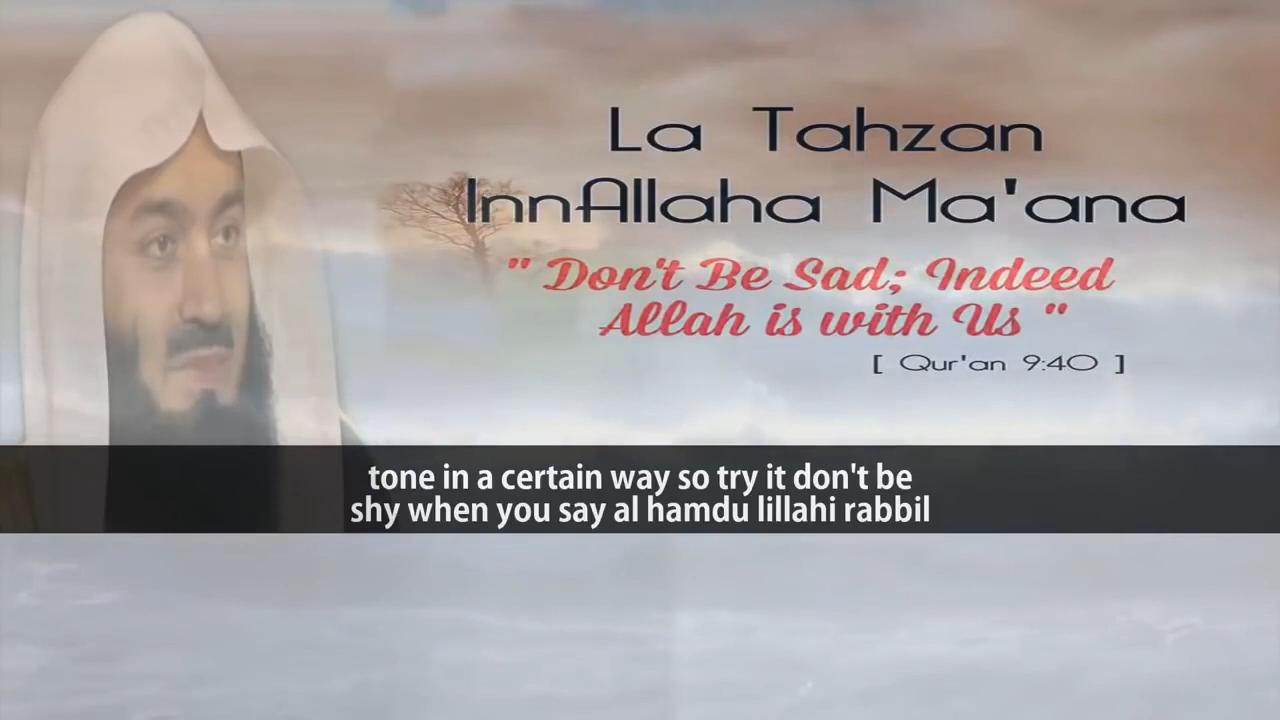 La Tahzan
InnAllaha Ma'ana
" Don't Be Sad; Indeed
Allah is with Us "
[ Qur'an 9:40 ]
tone in a certain way so try it don't be
shy when you say al hamdu lillahi rabbil